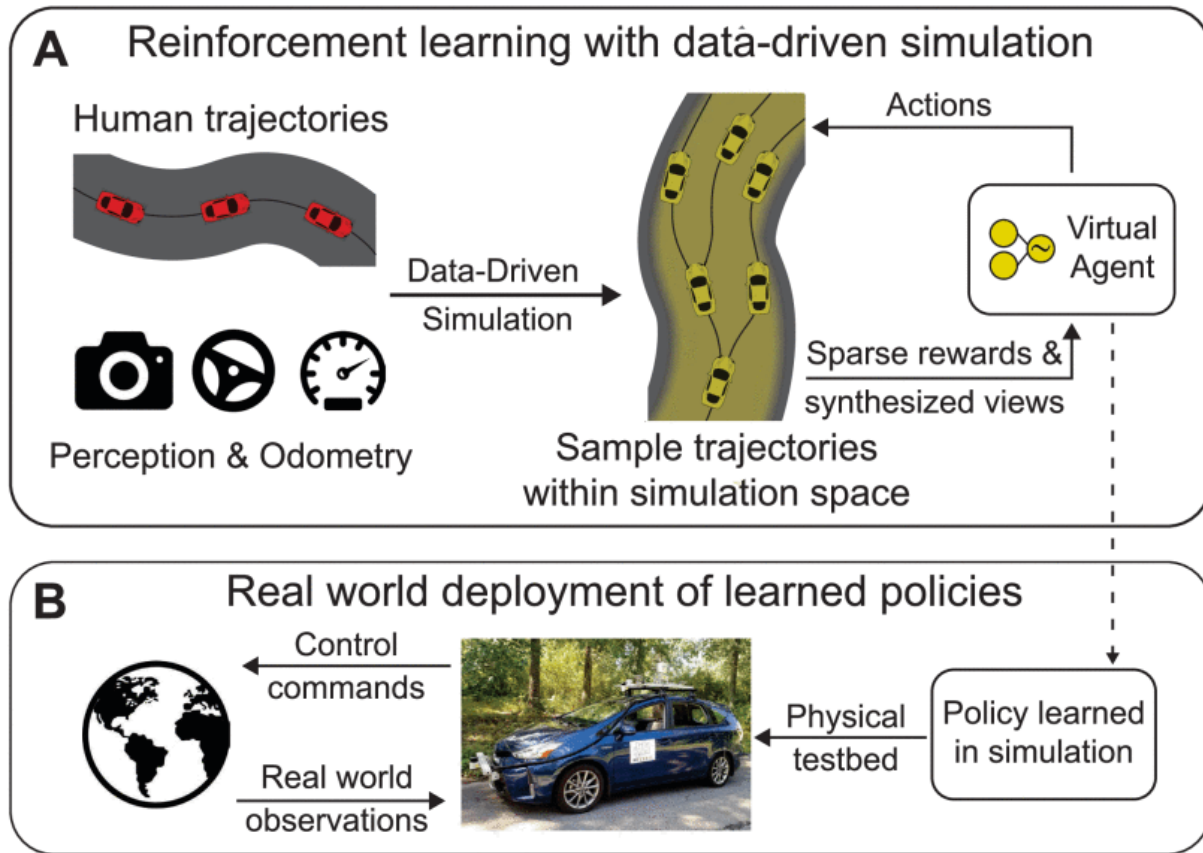 A Reinforcement learning with data-driven simulation
Human trajectories
Perception & Odometry
Data-Driven
Simulation
Sample trajectories
within simulation space
Actions
Virtual
Agent
Sparse rewards &
synthesized views
B Real world deployment of learned policies
Control
commands
Real world
observations
Physical
testbed
Policy learned
in simulation